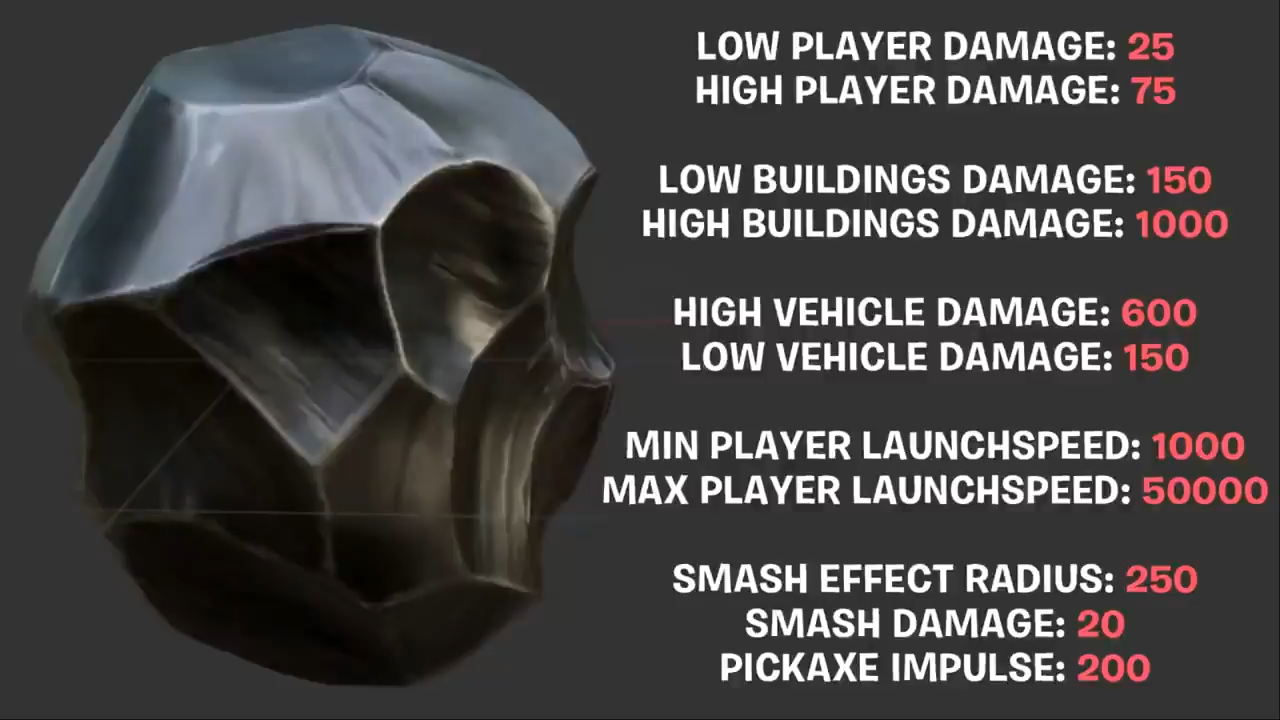 LOW PLAYER DAMAGE: 25
HIGH PLAYER DAMAGE: 75
LOW BUILDINGS DAMAGE: 150
HIGH BUILDINGS DAMAGE: 1000
HIGH VEHICLE DAMAGE: 600
LOW VEHICLE DAMAGE: 150
MIN PLAYER LAUNCHSPEED: 1000
MAX PLAYER LAUNCHSPEED: 50000
SMASH EFFECT RADIUS: 250
SMASH DAMAGE: 20
PICKAXE IMPULSE: 200